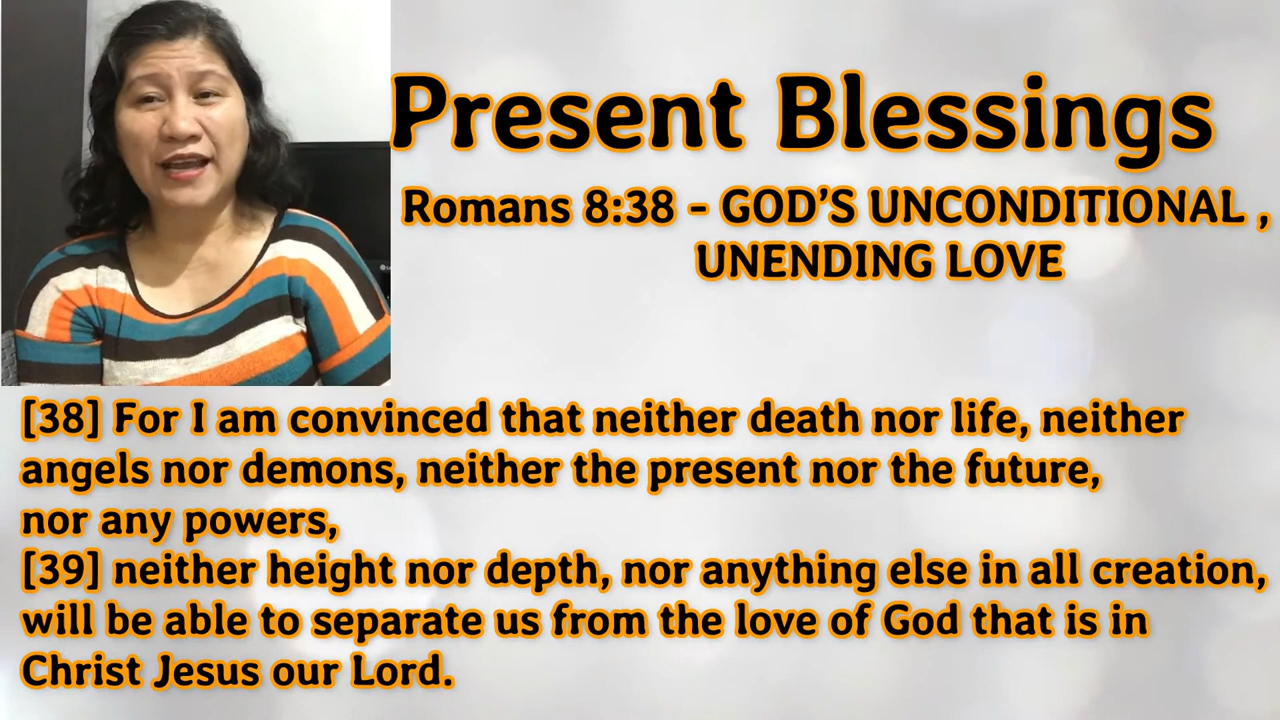 Present Blessings
Romans 8:38 - GOD'S UNCONDITIONAL ,
UNENDING LOVE
[38] For I am convinced that neither death nor life, neither
angels nor demons, neither the present nor the future,
nor any powers,
[39] neither height nor depth, nor anything else in all creation,
will be able to separate us from the love of God that is in
Christ Jesus our Lord.